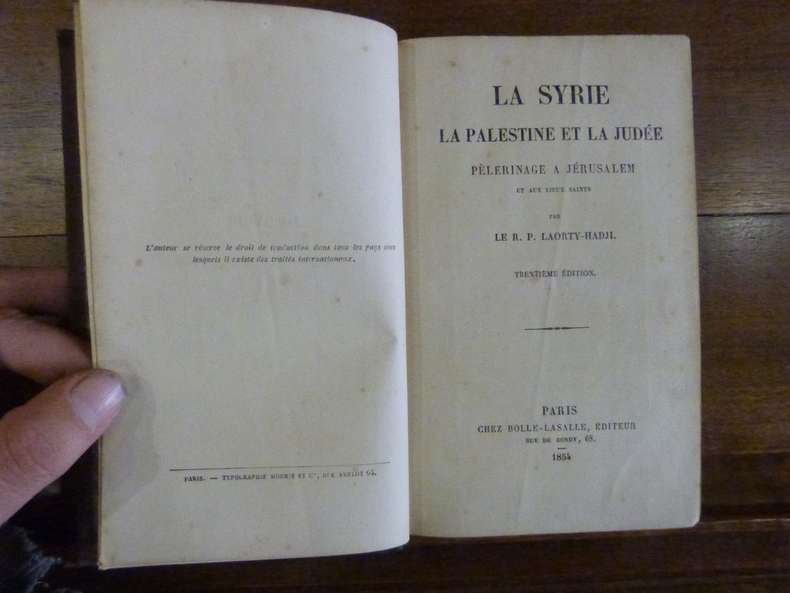 L'auteur se réserve le droit de traduction dans tous les pays avec
lesquels il existe des traités internationaux.
PARIS. — TYPOGRAPHIE MORRIS ET Cie, RUE AMELOT 64.
LA SYRIE
LA PALESTINE ET LA JUDÉE
PÈLERINAGE A JÉRUSALEM
ET AUX LIEUX SAINTS
PAR
LE R. P. LAORTY-HADJI.
TRENTIÈME ÉDITION.
PARIS
CHEZ BOLLE-LASALLE, ÉDITEUR
RUE DE BONDY, 68.
1854